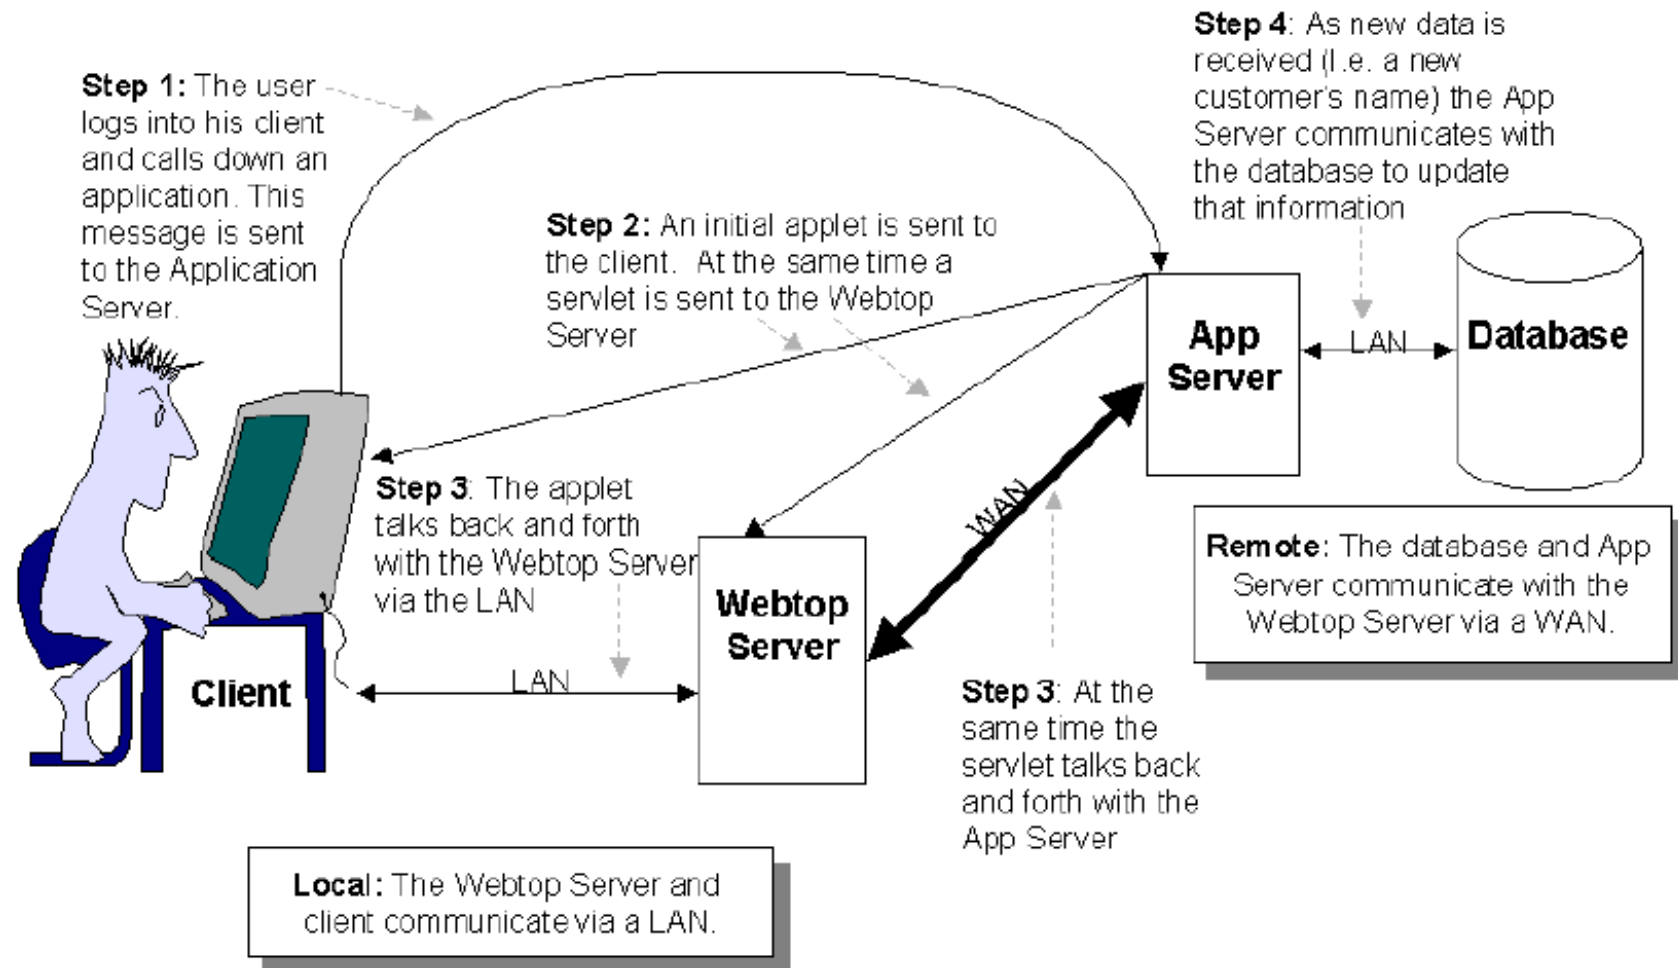 Step 1: The user
logs into his client
and calls down an
application. This
message is sent
to the Application
Server.
Step 2: An initial applet is sent to
the client. At the same time a
servlet is sent to the Webtop
Server
Step 4: As new data is
received (I.e. a new
customer's name) the App
Server communicates with
the database to update
that information
App
Server
LAN
Database
Step 3: The applet
talks back and forth
with the Webtop Server
via the LAN
WAN
Webtop
Server
Remote: The database and App
Server communicate with the
Webtop Server via a WAN.
Client
LAN
Step 3: At the
same time the
servlet talks back
and forth with the
App Server
Local: The Webtop Server and
client communicate via a LAN.